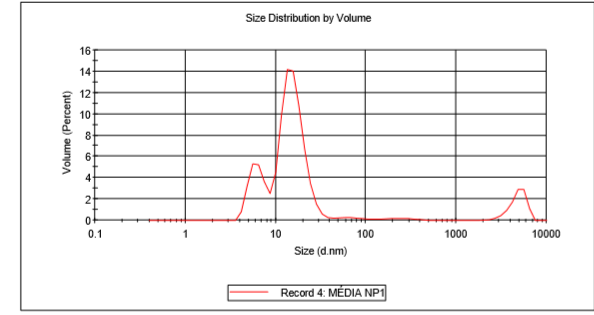 Size Distribution by Volume
Volume (Percent)
16
14
12
10
8
6
4
2
0
0.1 1 10 100 1000 10000
Size (d.nm)
Record 4: MÉDIA NP1